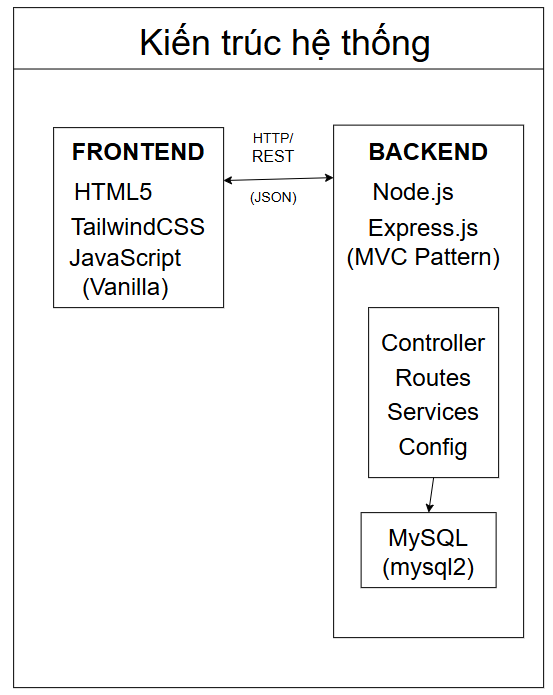 Kiến trúc hệ thống
FRONTEND
HTML5
TailwindCSS
JavaScript
(Vanilla)
HTTP/
REST
(JSON)
BACKEND
Node.js
Express.js
(MVC Pattern)
Controller
Routes
Services
Config
MySQL
(mysql2)